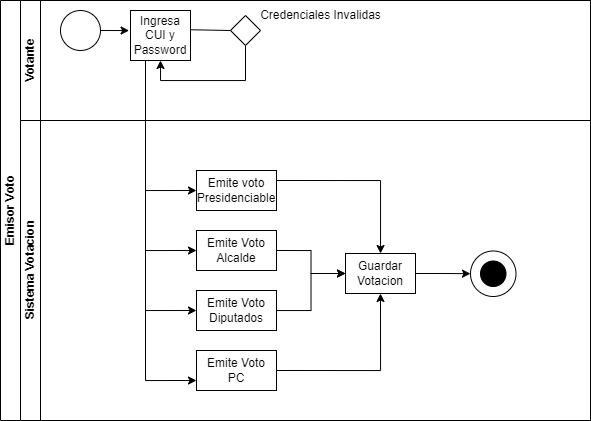 Emisor Voto
Votante
Ingresa
CUI y
Password
Credenciales Invalidas
Sistema Votacion
Emite voto
Presidenciable
Emite Voto
Alcalde
Emite Voto
Diputados
Emite Voto
PC
Guardar
Votacion